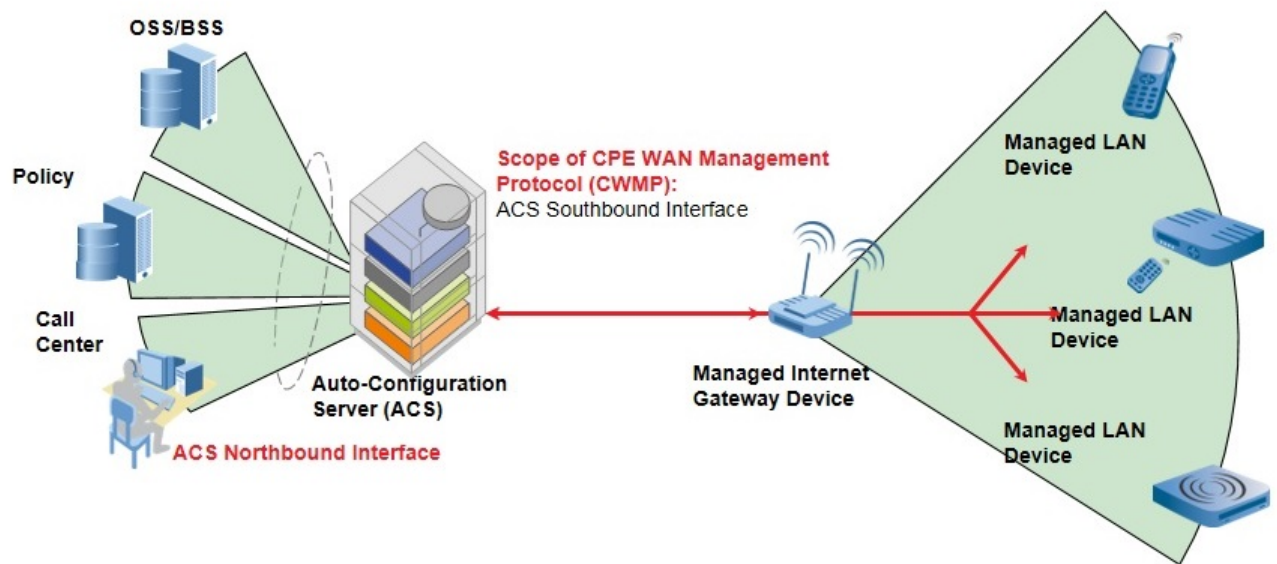 OSS/BSS
Policy
Call
Center
Scope of CPE WAN Management
Protocol (CWMP):
ACS Southbound Interface
Auto-Configuration
Server (ACS)
ACS Northbound Interface
Managed Internet
Gateway Device
Managed LAN
Device
Managed LAN
Device
Managed LAN
Device